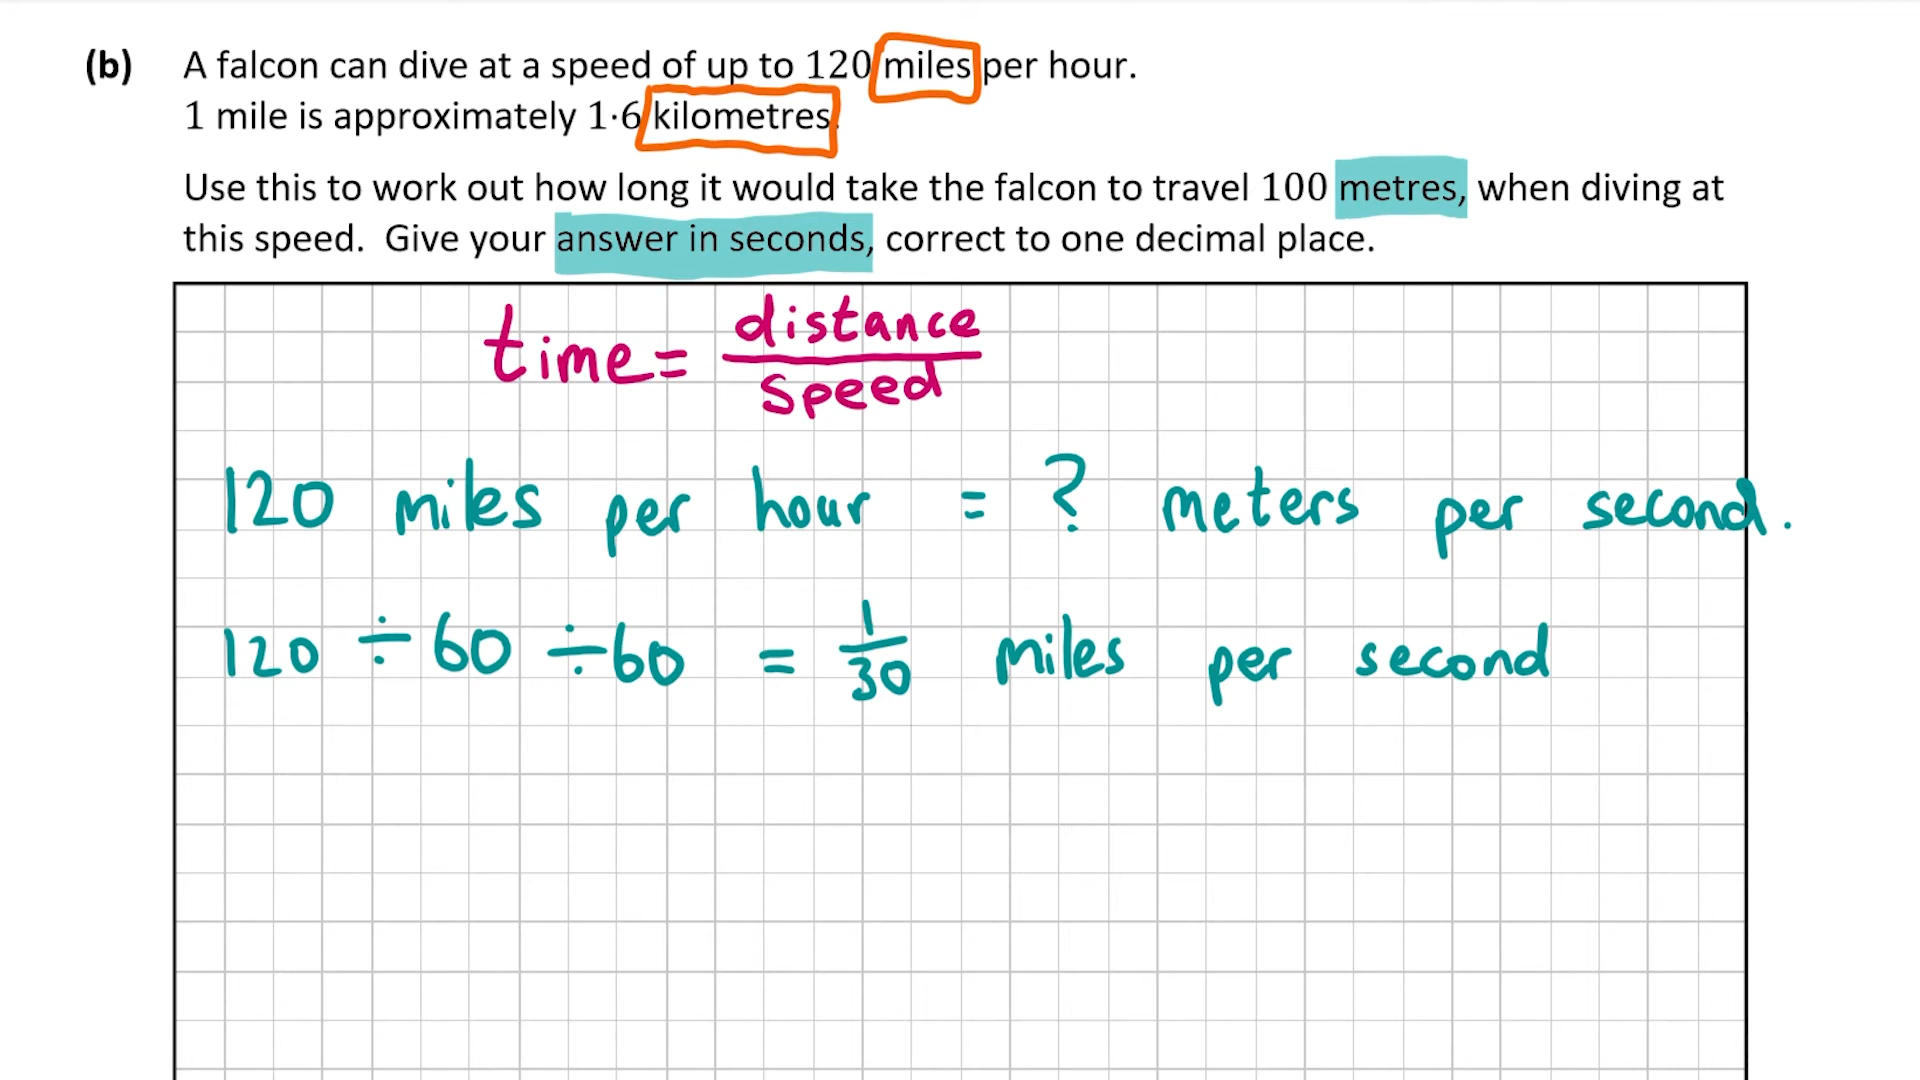 (b) A falcon can dive at a speed of up to 120 miles per hour.
1 mile is approximately 1·6 kilometres.
Use this to work out how long it would take the falcon to travel 100 metres, when diving at
this speed. Give your answer in seconds, correct to one decimal place.
time = distance / speed
120 miles per hour = ? meters per second.
120 ÷ 60 ÷ 60 = 1/30 miles per second